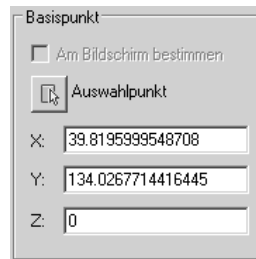 Basispunkt
Am Bildschirm bestimmen
Auswahlpunkt
X: 39.8195999548708
Y: 134.0267714416445
Z: 0